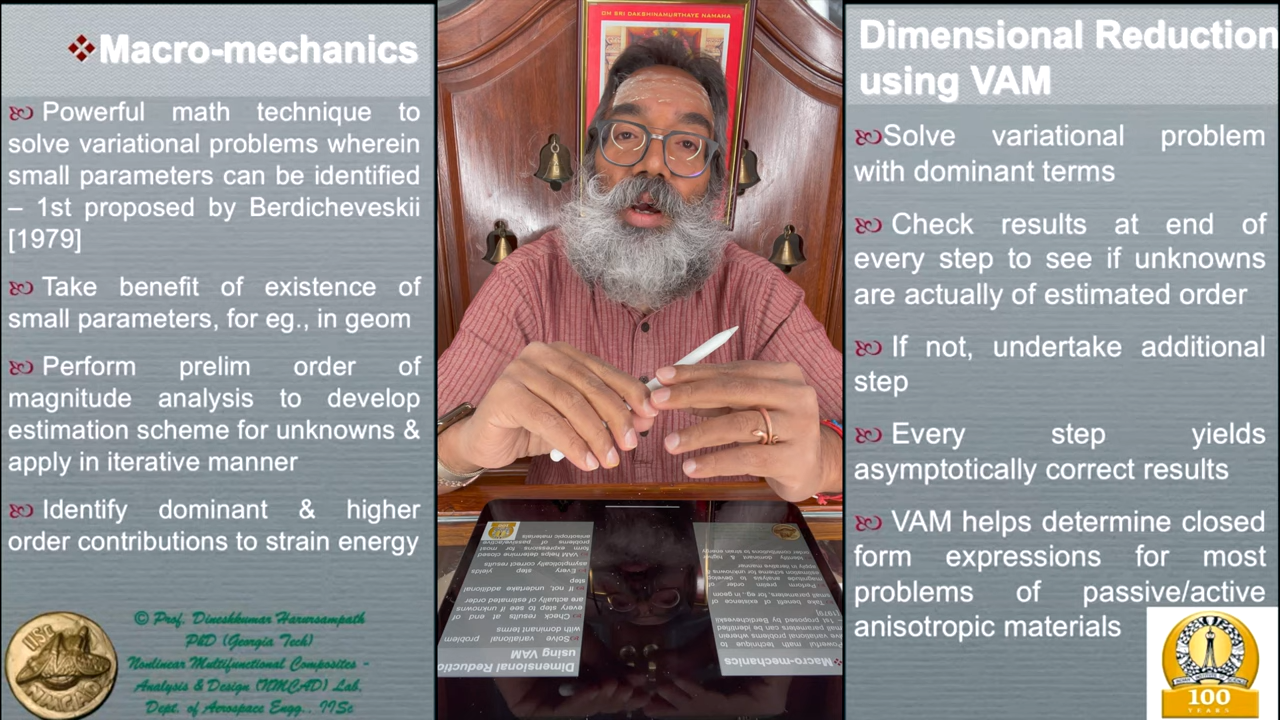 ❖Macro-mechanics
Powerful math technique to
solve variational problems wherein
small parameters can be identified
– 1st proposed by Berdicheveskii
[1979]
Take benefit of existence of
small parameters, for eg., in geom
Perform prelim order of
magnitude analysis to develop
estimation scheme for unknowns &
apply in iterative manner
Identify dominant & higher
order contributions to strain energy
© Prof. Dineshkumar Harursampath
PhD (Georgia Tech)
Nonlinear Multifunctional Composites -
Analysis & Design (NMCAD) Lab,
Dept. of Aerospace Engg., IISc
OM SRI DAKSHINAMURTHAYE NAMAHA
Dimensional Reduction
using VAM
Solve variational problem
with dominant terms
Check results at end of
every step to see if unknowns
are actually of estimated order
If not, undertake additional
step
Every step yields
asymptotically correct results
VAM helps determine closed
form expressions for most
problems of passive/active
anisotropic materials
100
YEARS